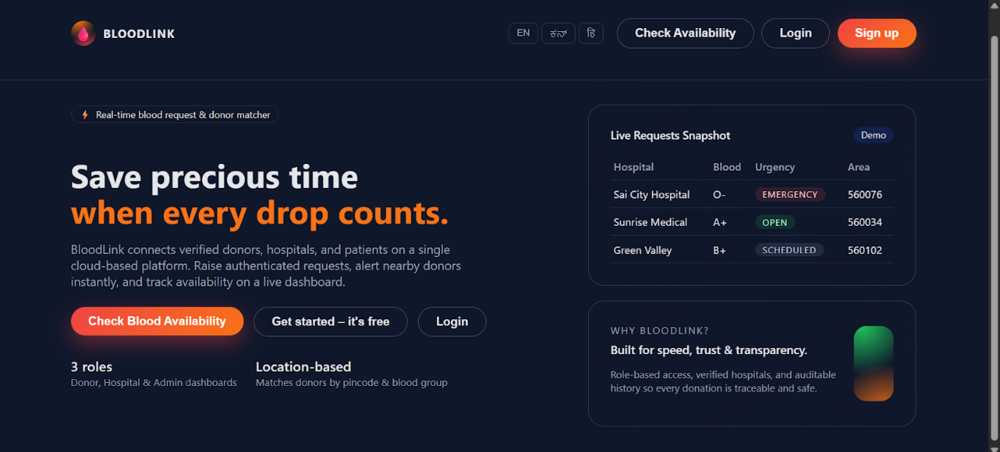 BLOODLINK
EN ಕನ್ हि Check Availability Login Sign up
Real-time blood request & donor matcher
Save precious time
when every drop counts.
BloodLink connects verified donors, hospitals, and patients on a single
cloud-based platform. Raise authenticated requests, alert nearby donors
instantly, and track availability on a live dashboard.
Check Blood Availability Get started – it's free Login
3 roles
Donor, Hospital & Admin dashboards
Location-based
Matches donors by pincode & blood group
Live Requests Snapshot Demo
Hospital Blood Urgency Area
Sai City Hospital O- EMERGENCY 560076
Sunrise Medical A+ OPEN 560034
Green Valley B+ SCHEDULED 560102
WHY BLOODLINK?
Built for speed, trust & transparency.
Role-based access, verified hospitals, and auditable
history so every donation is traceable and safe.